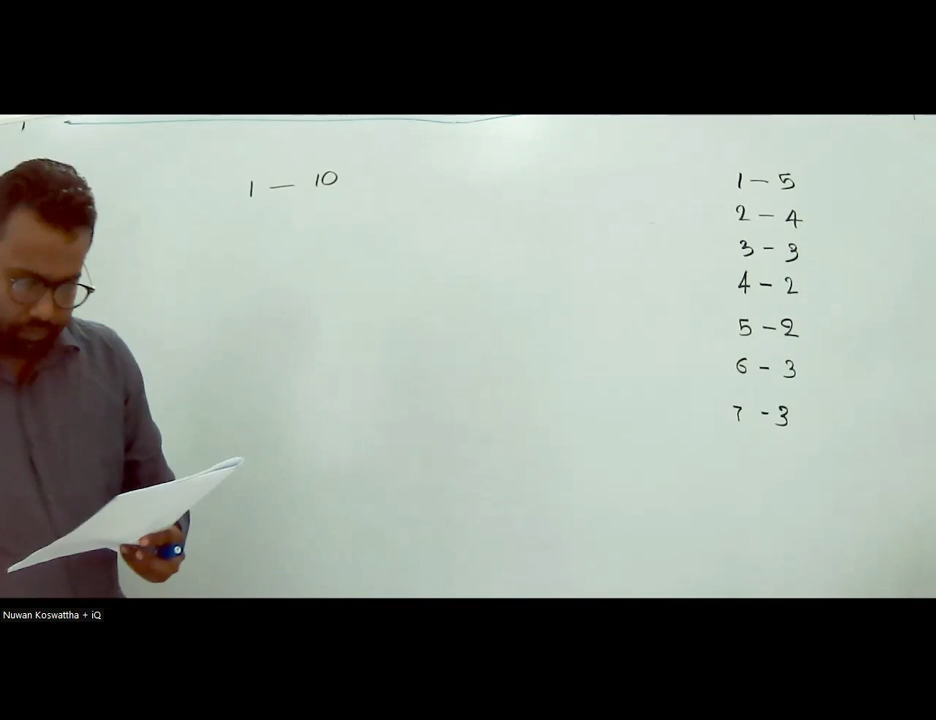 1 — 10
1 – 5
2 – 4
3 – 3
4 – 2
5 – 2
6 – 3
7 - 3
Nuwan Koswattha + iQ